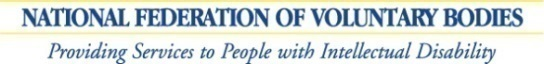 NATIONAL FEDERATION OF VOLUNTARY BODIES
Providing Services to People with Intellectual Disability